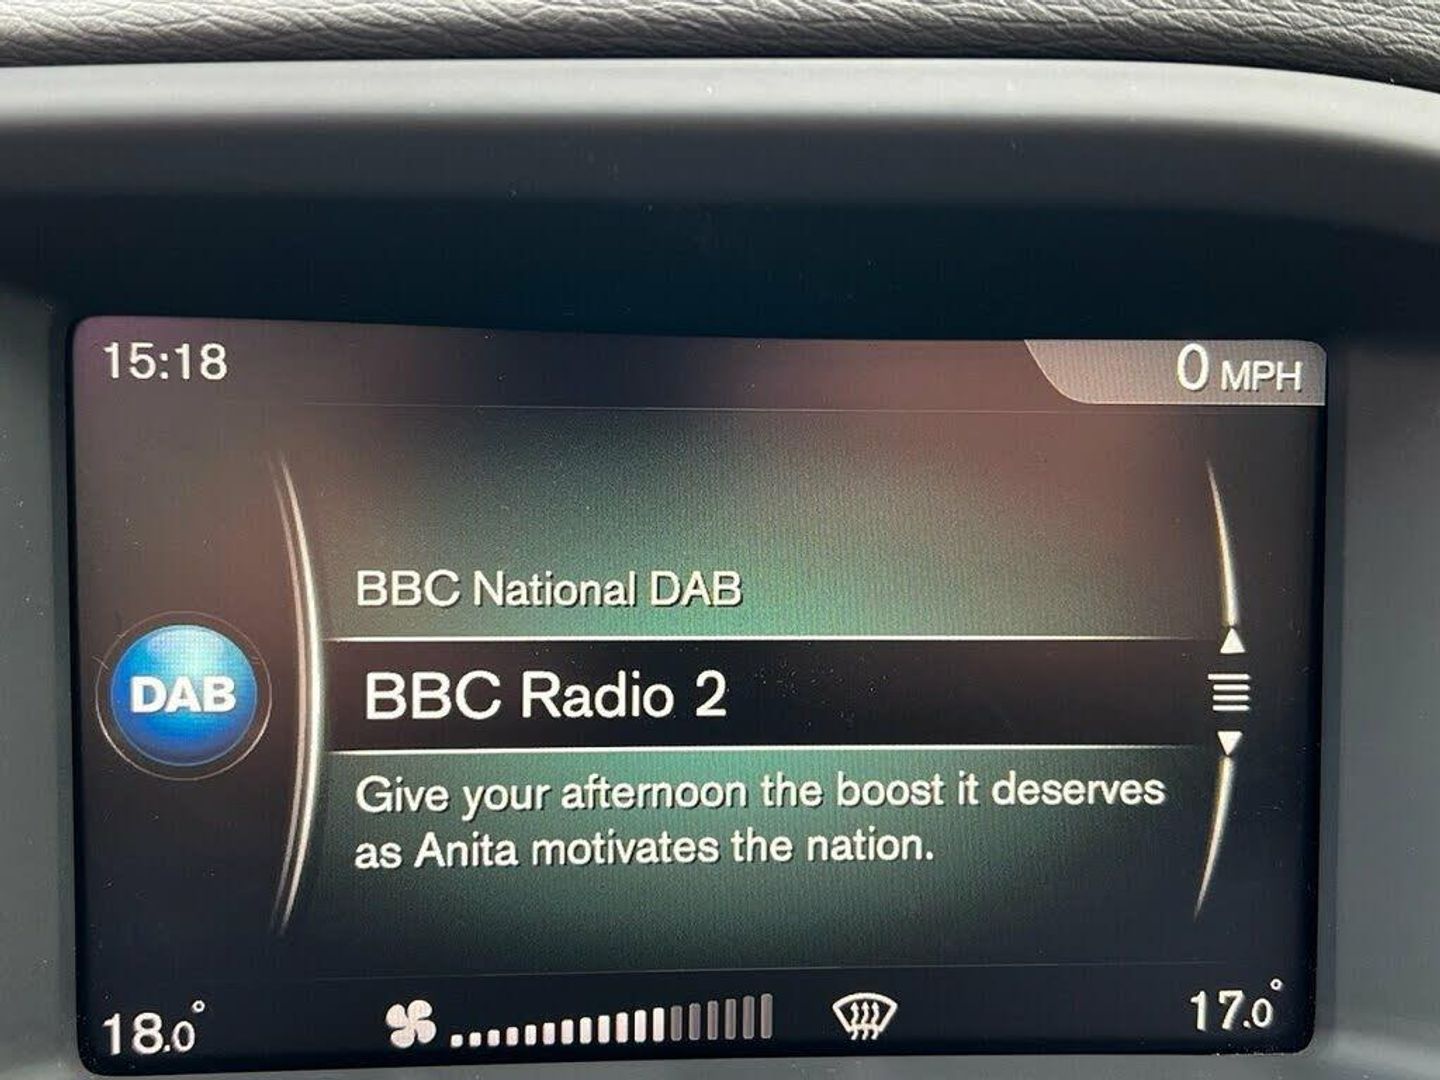 15:18
0 MPH
BBC National DAB
DAB
BBC Radio 2
Give your afternoon the boost it deserves
as Anita motivates the nation.
18.0°
17.0°